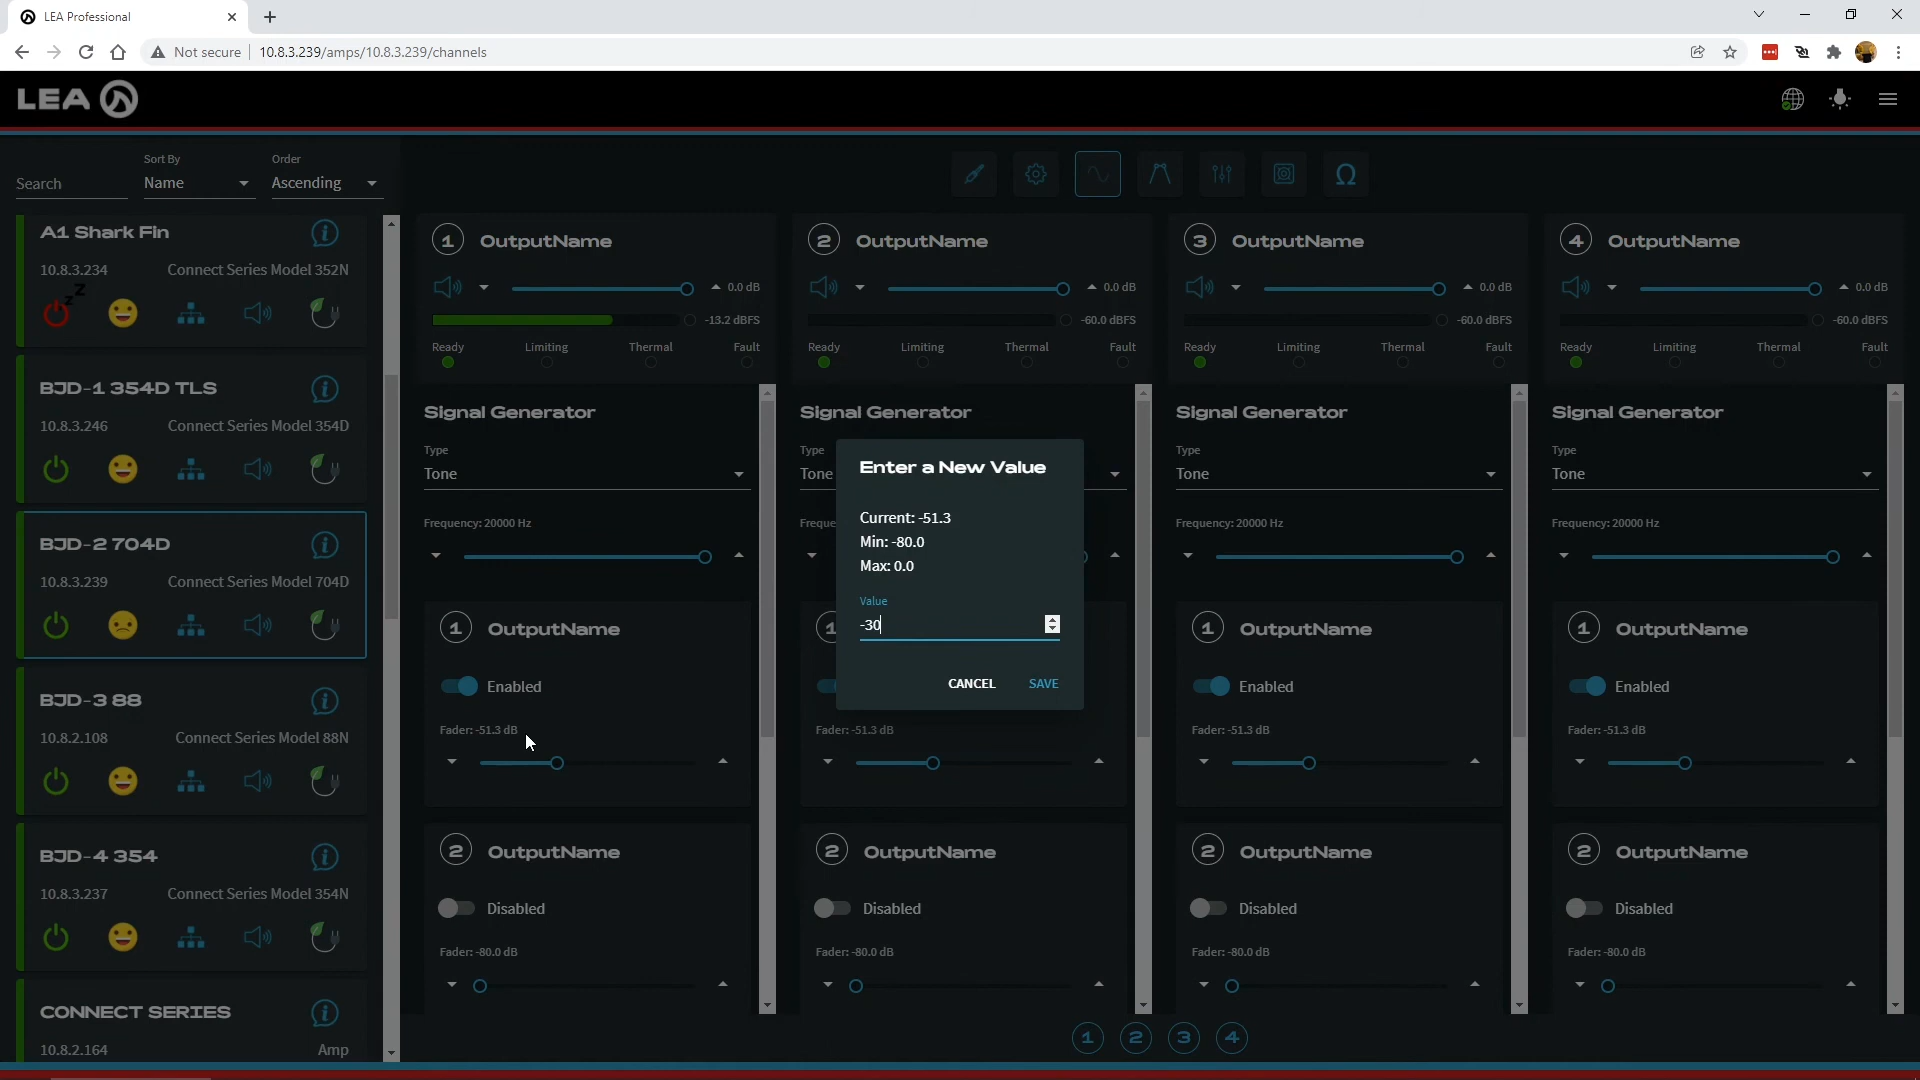 LEA Professional
Not secure
10.8.3.239/amps/10.8.3.239/channels
LEA
Search
Sort By
Name
Order
Ascending
A1 Shark Fin
10.8.3.234
Connect Series Model 352N
BJD-1 354D TLS
10.8.3.246
Connect Series Model 354D
BJD-2 704D
10.8.3.239
Connect Series Model 704D
BJD-3 88
10.8.2.108
Connect Series Model 88N
BJD-4 354
10.8.3.237
Connect Series Model 354N
CONNECT SERIES
10.8.2.164
Amp
1 OutputName
0.0 dB
-13.2 dBFS
Ready Limiting Thermal Fault
Signal Generator
Type
Tone
Frequency: 20000 Hz
1 OutputName
Enabled
Fader: -51.3 dB
2 OutputName
Disabled
Fader: -80.0 dB
2 OutputName
0.0 dB
-60.0 dBFS
Ready Limiting Thermal Fault
Signal Generator
Type
Tone
Freque
1
Fader: -51.3 dB
2 OutputName
Disabled
Fader: -80.0 dB
Enter a New Value
Current: -51.3
Min: -80.0
Max: 0.0
Value
-30
CANCEL SAVE
3 OutputName
0.0 dB
-60.0 dBFS
Ready Limiting Thermal Fault
Signal Generator
Type
Tone
Frequency: 20000 Hz
1 OutputName
Enabled
Fader: -51.3 dB
2 OutputName
Disabled
Fader: -80.0 dB
4 OutputName
0.0 dB
-60.0 dBFS
Ready Limiting Thermal Fault
Signal Generator
Type
Tone
Frequency: 20000 Hz
1 OutputName
Enabled
Fader: -51.3 dB
2 OutputName
Disabled
Fader: -80.0 dB
1 2 3 4